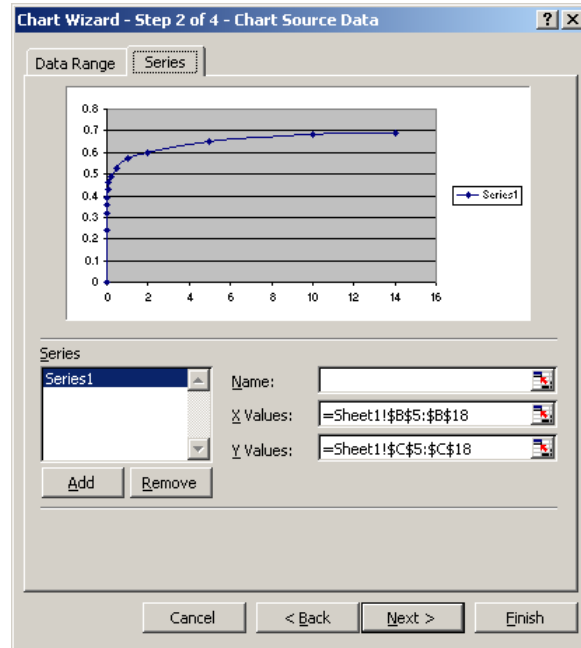 Chart Wizard - Step 2 of 4 - Chart Source Data
Data Range Series
0.8
0.7
0.6
0.5
0.4
0.3
0.2
0.1
0
0 2 4 6 8 10 12 14 16
Series1
Series
Series1
Name:
X Values: =Sheet1!$B$5:$B$18
Y Values: =Sheet1!$C$5:$C$18
Add Remove
Cancel < Back Next > Finish